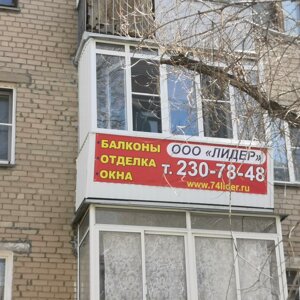 БАЛКОНЫ ООО «ЛИДЕР»
ОТДЕЛКА
ОКНА т. 230-78-48
www.74lider.ru